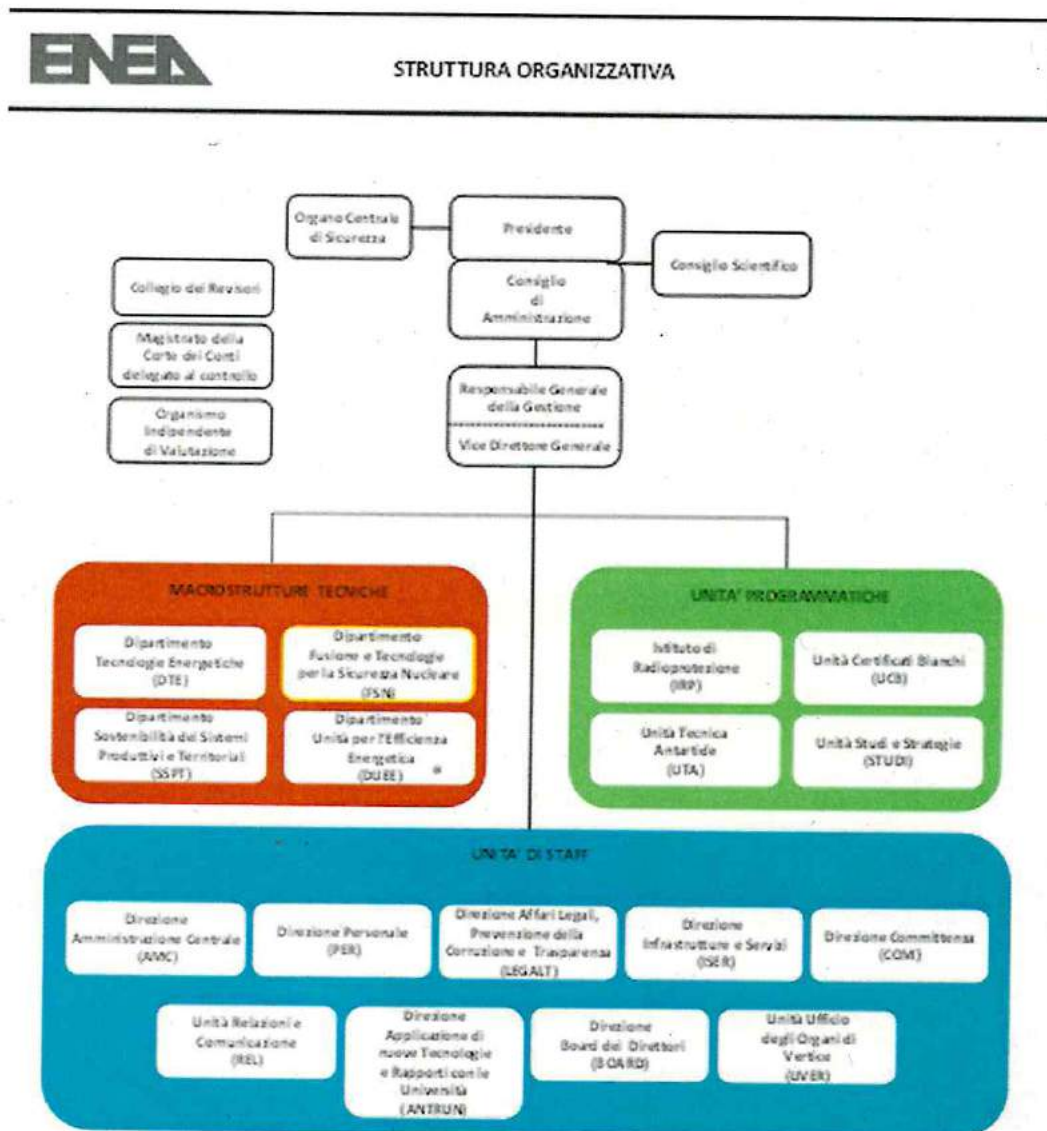 ENEA
STRUTTURA ORGANIZZATIVA
Organo Centrale
di Sicurezza
Presidente
Consiglio Scientifico
Consiglio
di
Amministrazione
Collegio dei Revisori
Magistrato della
Corte dei Conti
delegato al controllo
Organismo
Indipendente
di Valutazione
Responsabile Generale
della Gestione
Vice Direttore Generale
MACROSTRUTTURE TECNICHE
Dipartimento
Tecnologie Energetiche
(DTE)
Dipartimento
Fusione e Tecnologie
per la Sicurezza Nucleare
(FSN)
Dipartimento
Sostenibilità dei Sistemi
Produttivi e Territoriali
(SSPT)
Dipartimento
Unità per l'Efficienza
Energetica
(DUEE)
UNITA' PROGRAMMATICHE
Istituto di
Radioprotezione
(IRP)
Unità Certificati Bianchi
(UCB)
Unità Tecnica
Antartide
(UTA)
Unità Studi e Strategie
(STUDI)
UNITA' DI STAFF
Direzione
Amministrazione Centrale
(AMC)
Direzione Personale
(PER)
Direzione Affari Legali,
Prevenzione della
Corruzione e Trasparenza
(LEGALT)
Direzione
Infrastrutture e Servizi
(ISER)
Direzione Committenza
(COM)
Unità Relazioni e
Comunicazione
(REL)
Direzione
Applicazione di
nuove Tecnologie
e Rapporti con le
Università
(ANTRUN)
Direzione
Board dei Direttori
(BOARD)
Unità Ufficio
degli Organi di
Vertice
(UVER)